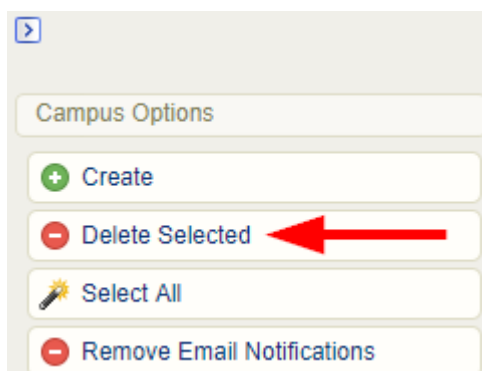 Campus Options
Create
Delete Selected
Select All
Remove Email Notifications